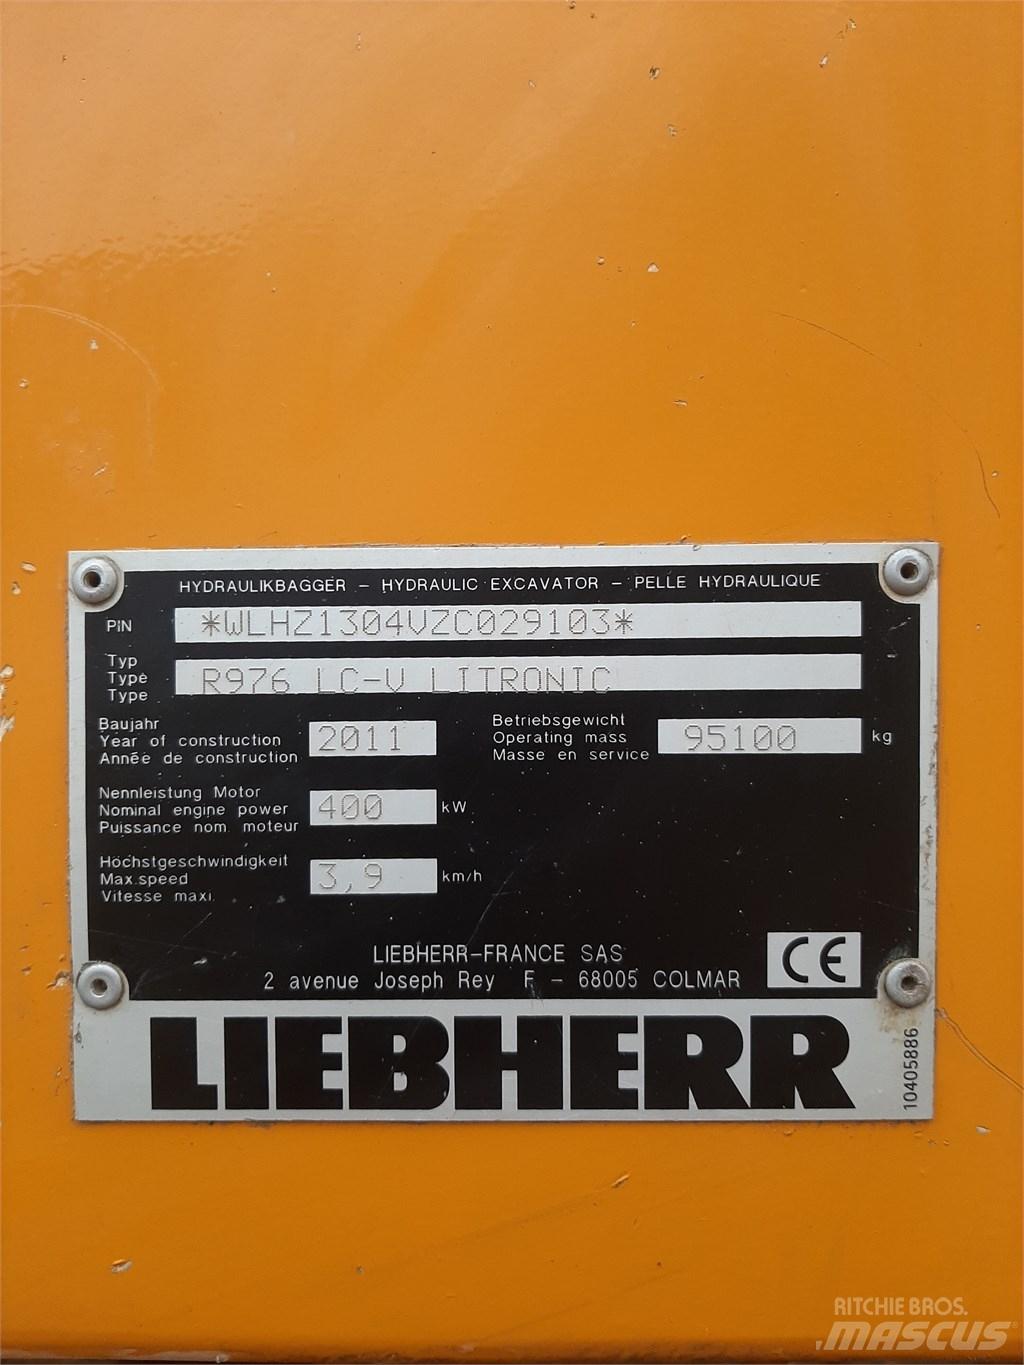 HYDRAULIKBAGGER – HYDRAULIC EXCAVATOR – PELLE HYDRAULIQUE
PIN *WLHZ1304VZC029103*
Typ
Type
Type
R976 LC-V LITRONIC
Baujahr
Year of construction
Année de construction
2011
Betriebsgewicht
Operating mass
Masse en service
95100 kg
Nennleistung Motor
Nominal engine power
Puissance nom. moteur
400 kW
Höchstgeschwindigkeit
Max.speed
Vitesse maxi.
3,9 km/h
LIEBHERR-FRANCE SAS
2 avenue Joseph Rey F – 68005 COLMAR
CE
LIEBHERR
10405886
RITCHIE BROS.
MASCUS